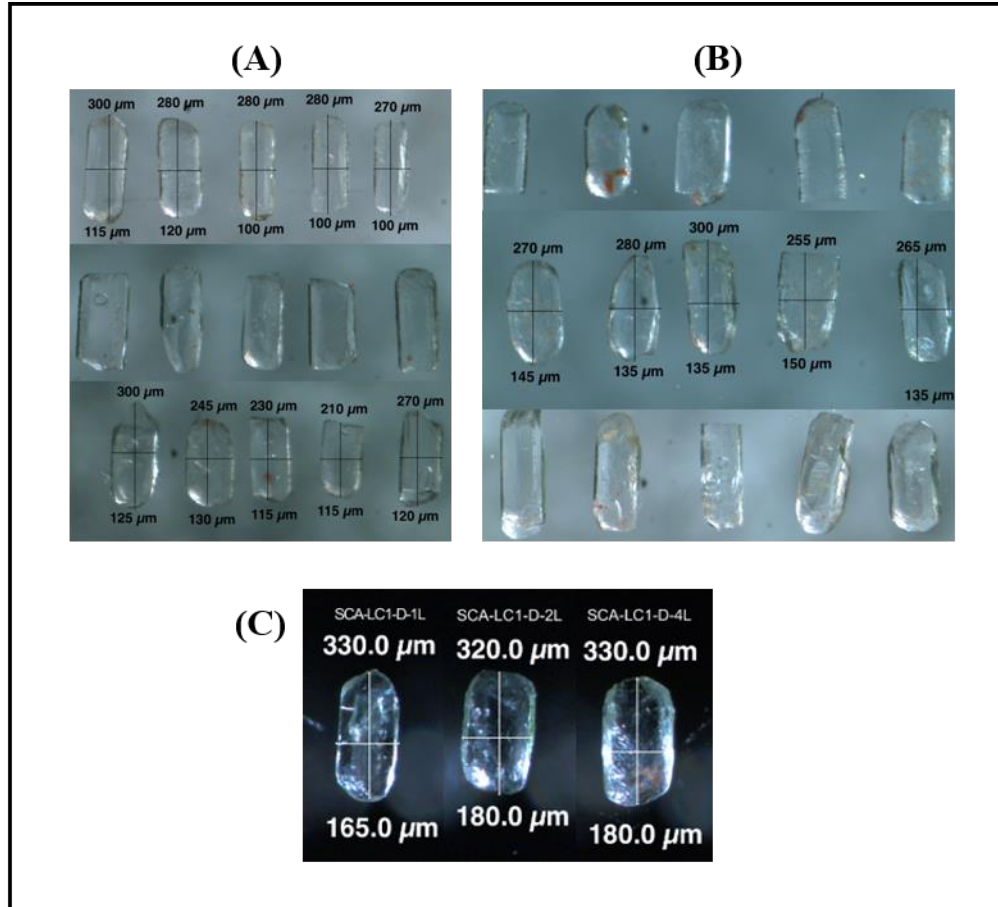 (A)
300 µm 280 µm 280 µm 280 µm 270 µm
115 µm 120 µm 100 µm 100 µm 100 µm
300 µm 245 µm 230 µm 210 µm 270 µm
125 µm 130 µm 115 µm 115 µm 120 µm
(B)
270 µm 280 µm 300 µm 255 µm 265 µm
145 µm 135 µm 135 µm 150 µm 135 µm
(C)
SCA-LC1-D-1L SCA-LC1-D-2L SCA-LC1-D-4L
330.0 µm 320.0 µm 330.0 µm
165.0 µm 180.0 µm 180.0 µm